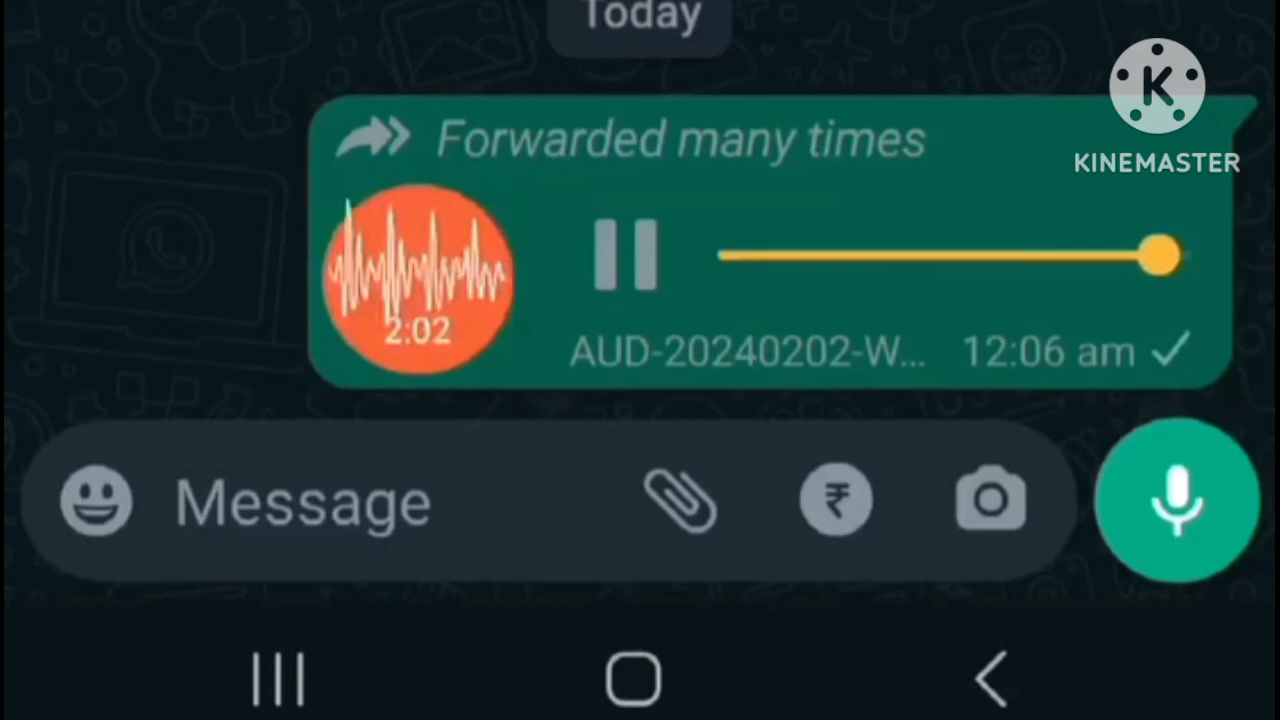 Today
Forwarded many times
2:02
AUD-20240202-W... 12:06 am
Message
₹
K
KINEMASTER